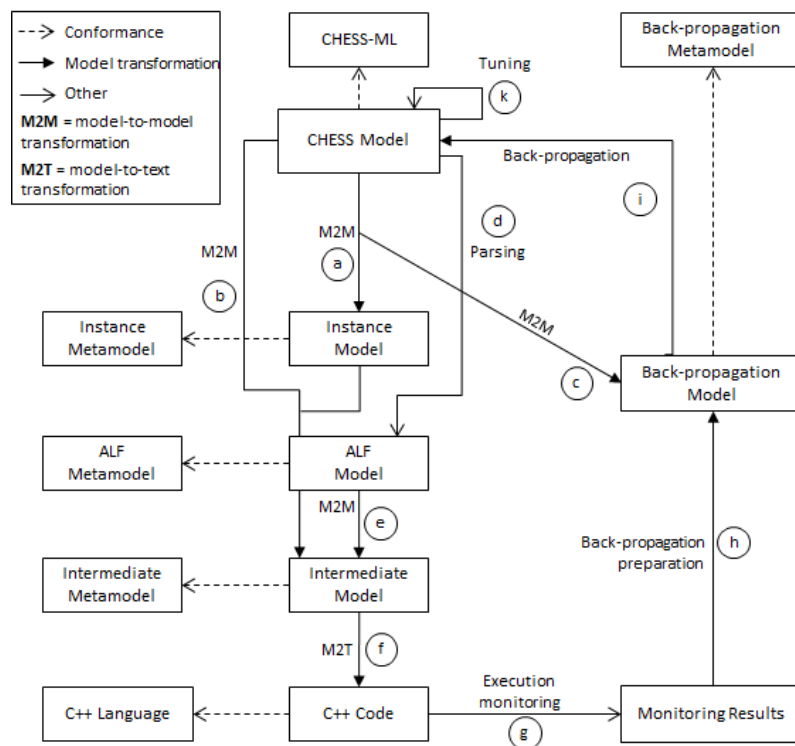 Conformance
Model transformation
Other
M2M = model-to-model
transformation
M2T = model-to-text
transformation
CHESS-ML
Back-propagation
Metamodel
Tuning
k
CHESS Model
Back-propagation
i
d
Parsing
M2M
a
M2M
b
M2M
c
Instance
Metamodel
Instance
Model
Back-propagation
Model
ALF
Metamodel
ALF
Model
M2M
e
Back-propagation
preparation
h
Intermediate
Metamodel
Intermediate
Model
M2T
f
Execution
monitoring
g
C++ Language
C++ Code
Monitoring Results